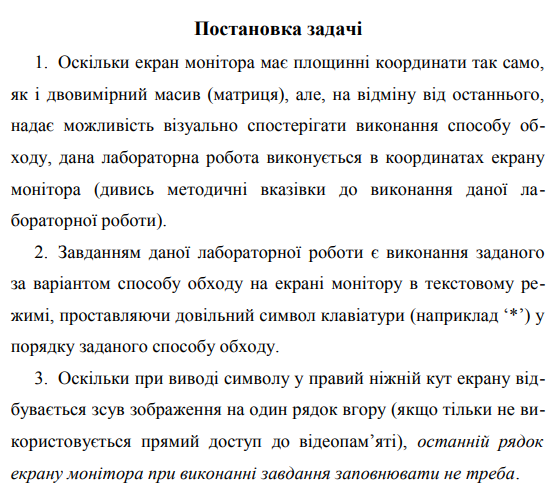 Постановка задачі
1. Оскільки екран монітора має площинні координати так само,
як і двовимірний масив (матриця), але, на відміну від останнього,
надає можливість візуально спостерігати виконання способу об-
ходу, дана лабораторна робота виконується в координатах екрану
монітора (дивись методичні вказівки до виконання даної ла-
бораторної роботи).
2. Завданням даної лабораторної роботи є виконання заданого
за варіантом способу обходу на екрані монітору в текстовому ре-
жимі, проставляючи довільний символ клавіатури (наприклад ‘*’) у
порядку заданого способу обходу.
3. Оскільки при виводі символу у правий ніжній кут екрану від-
бувається зсув зображення на один рядок вгору (якщо тільки не ви-
користовується прямий доступ до відеопам’яті), останній рядок
екрану монітора при виконанні завдання заповнювати не треба.